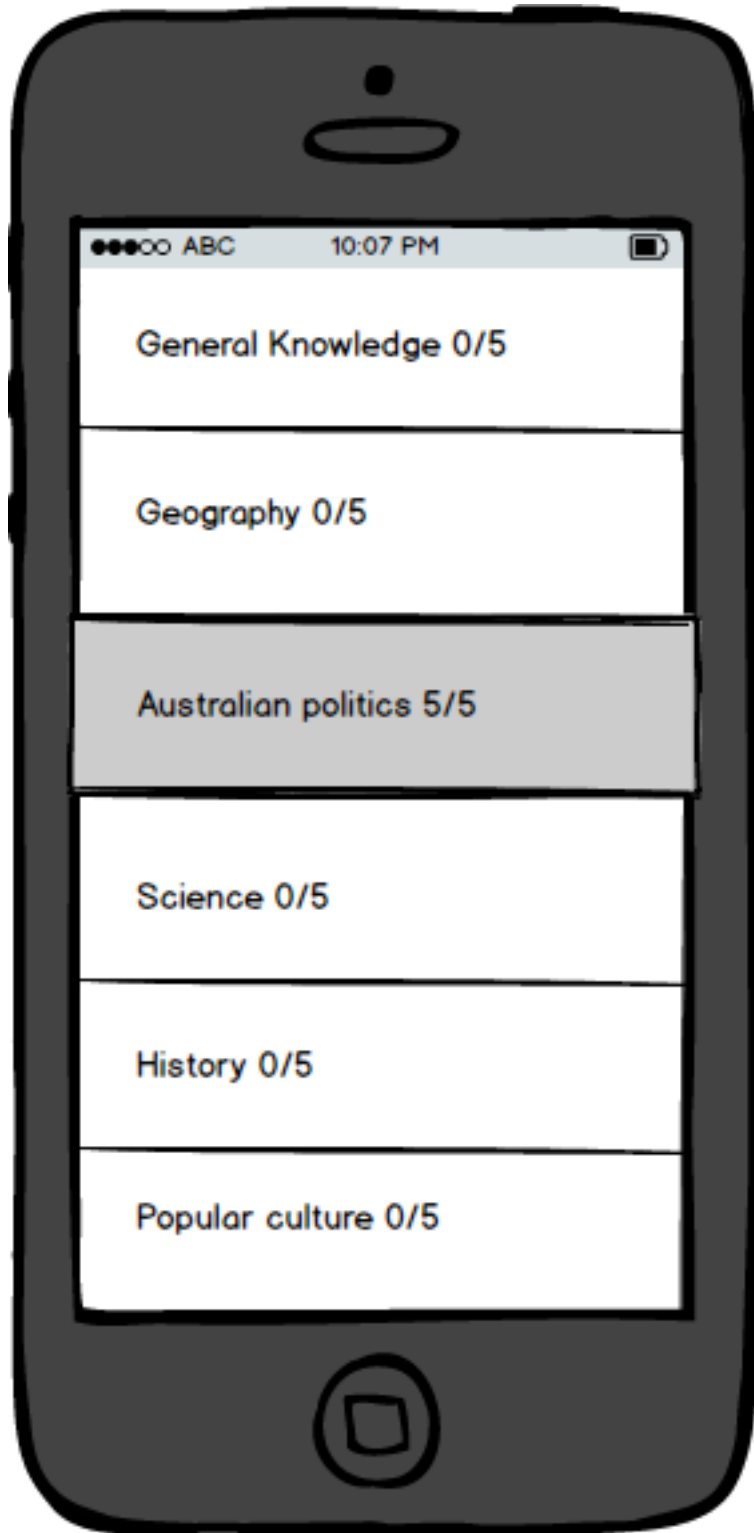 ABC 10:07 PM
General Knowledge 0/5
Geography 0/5
Australian politics 5/5
Science 0/5
History 0/5
Popular culture 0/5